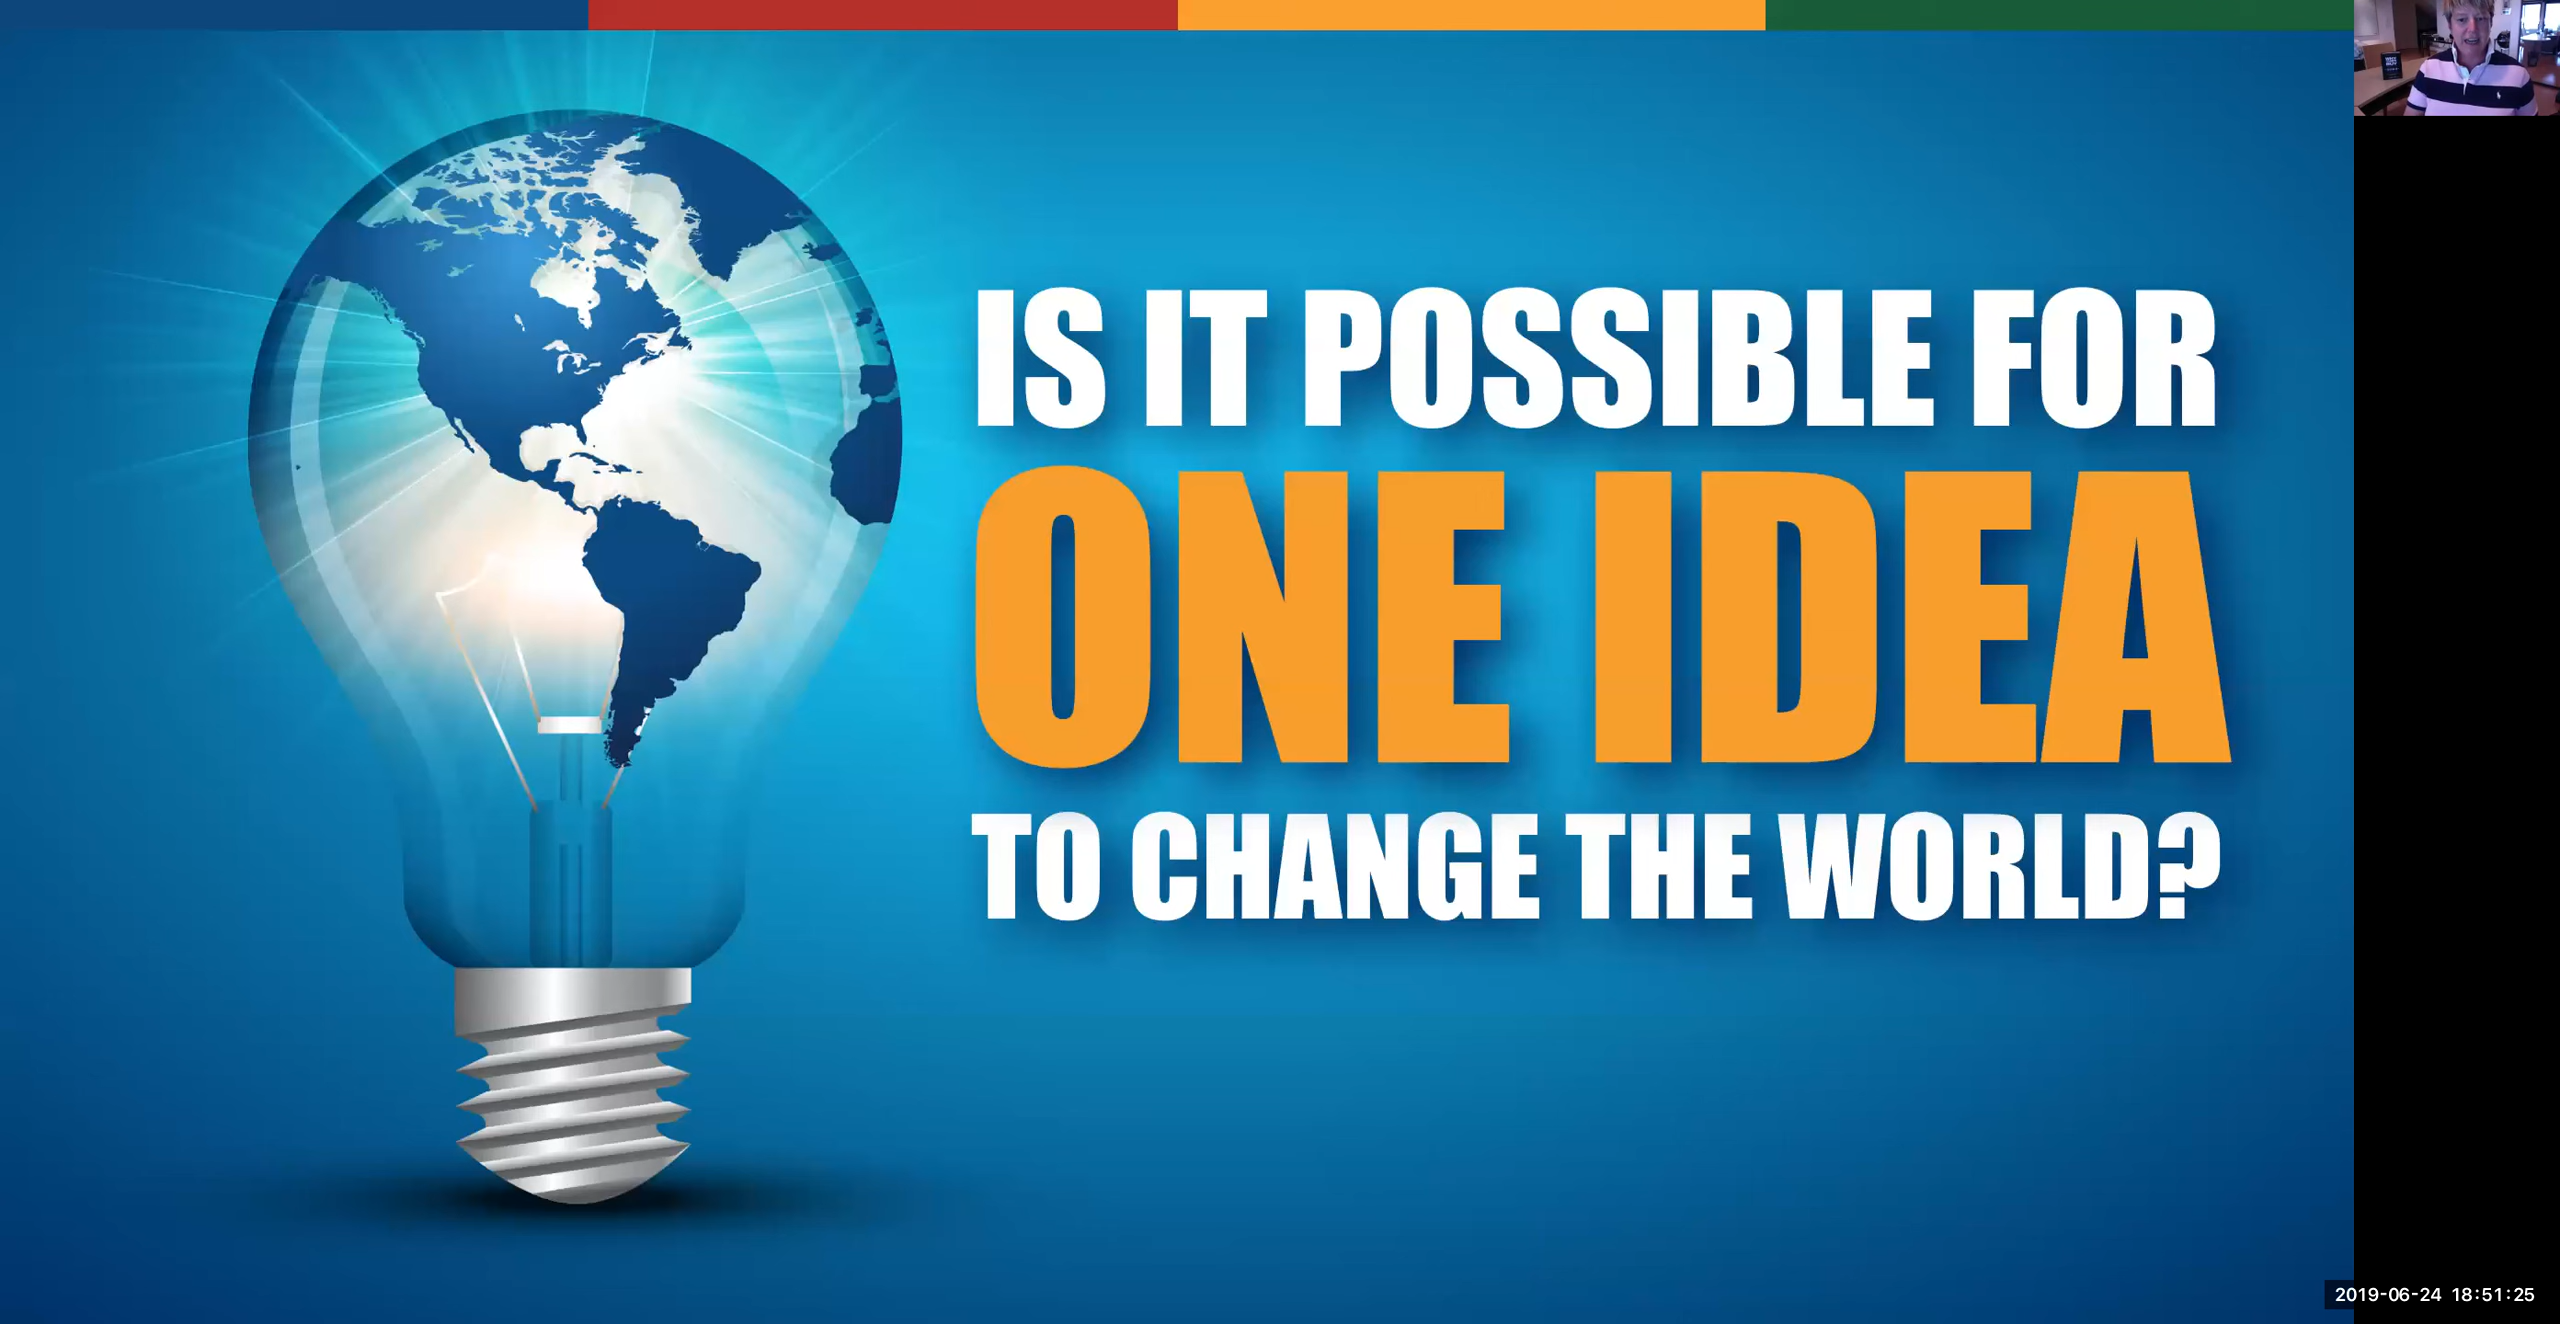 IS IT POSSIBLE FOR
ONE IDEA
TO CHANGE THE WORLD?
2019-06-24 18:51:25